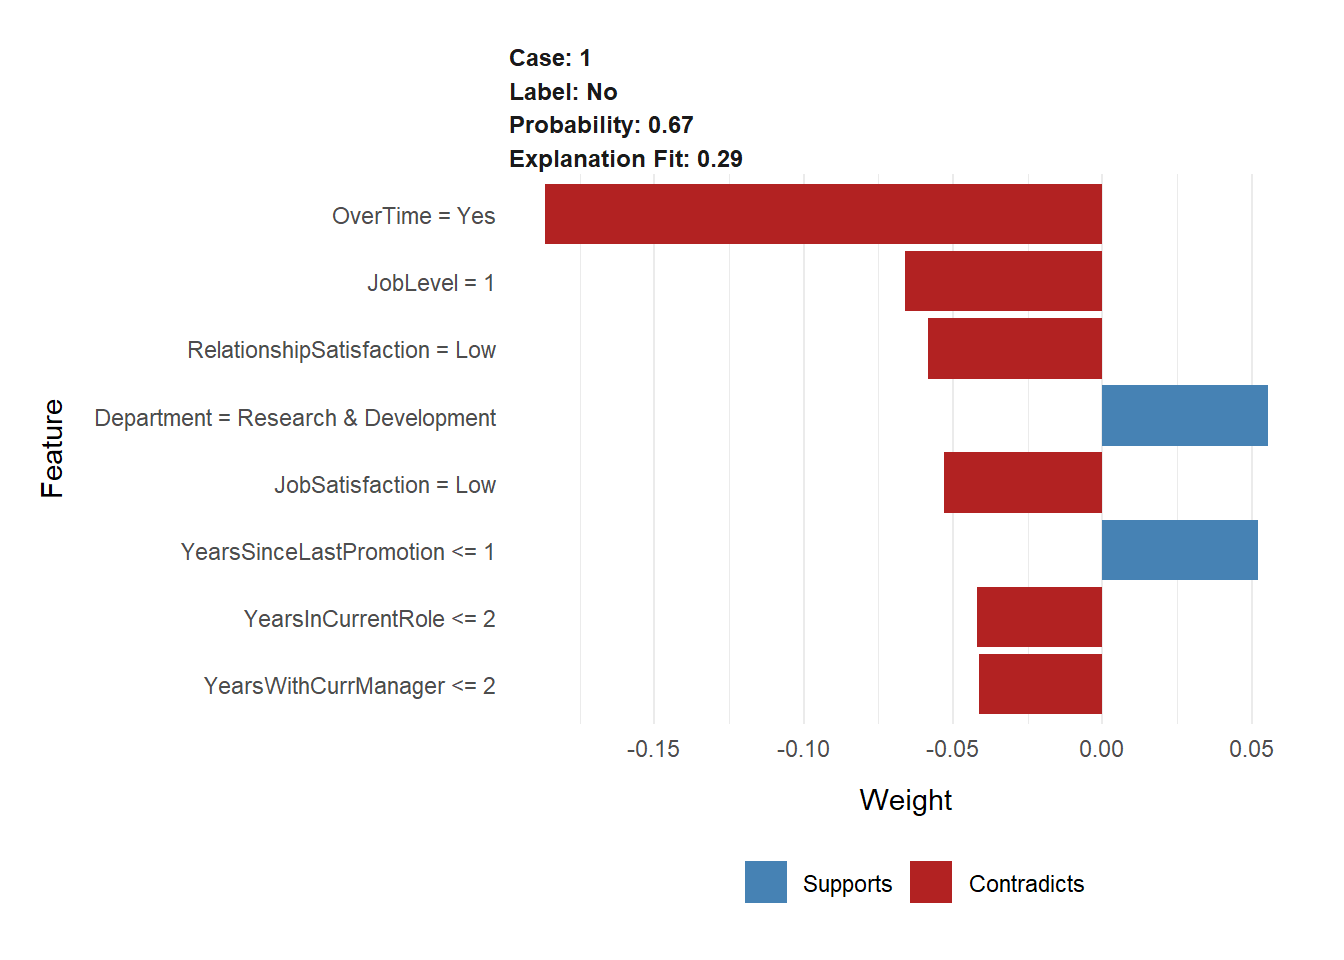 Case: 1
Label: No
Probability: 0.67
Explanation Fit: 0.29
OverTime = Yes
JobLevel = 1
RelationshipSatisfaction = Low
Department = Research & Development
JobSatisfaction = Low
YearsSinceLastPromotion <= 1
YearsInCurrentRole <= 2
YearsWithCurrManager <= 2
Feature
-0.15 -0.10 -0.05 0.00 0.05
Weight
Supports Contradicts